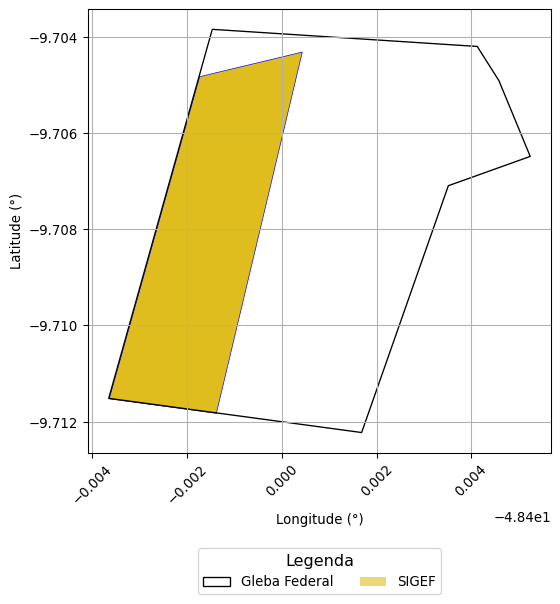 −9.704
−9.706
−9.708
−9.710
−9.712
Latitude (°)
−0.004
−0.002
0.000
0.002
0.004
Longitude (°)
−4.84e1
Legenda
Gleba Federal
SIGEF